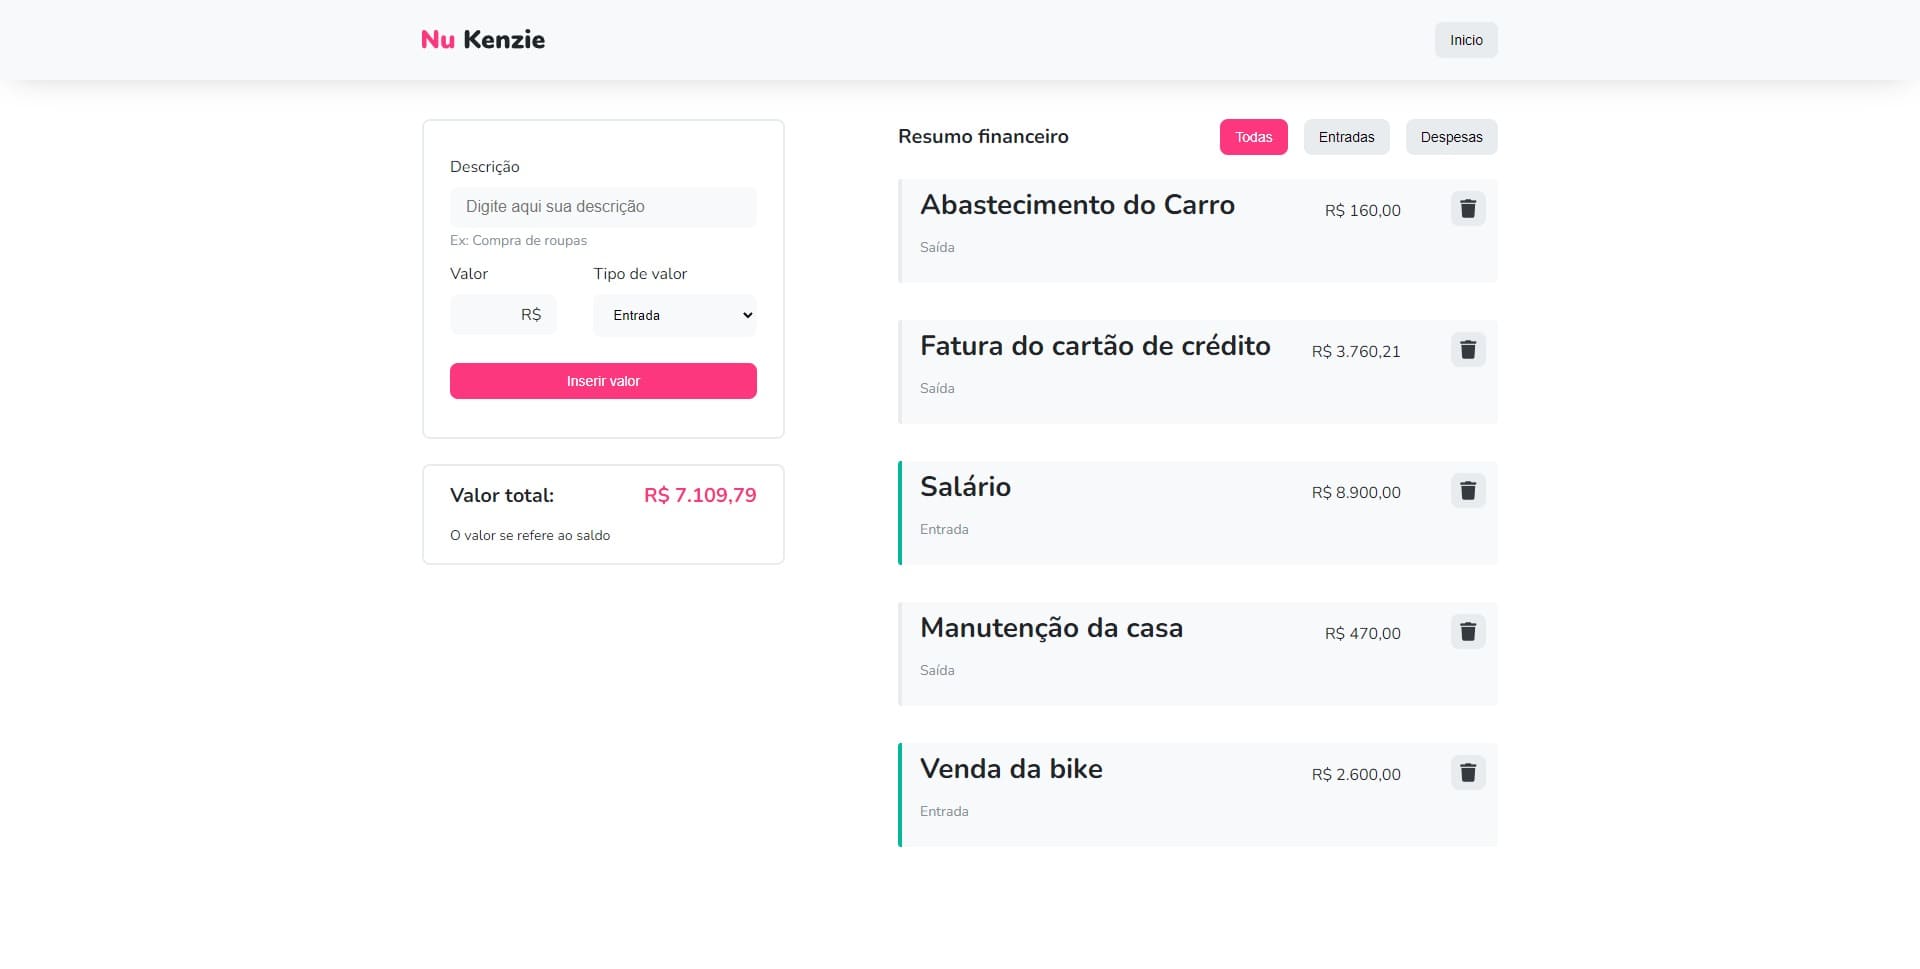 Nu Kenzie
Inicio
Descrição
Digite aqui sua descrição
Ex: Compra de roupas
Valor Tipo de valor
R$ Entrada
Inserir valor
Valor total: R$ 7.109,79
O valor se refere ao saldo
Resumo financeiro Todas Entradas Despesas
Abastecimento do Carro R$ 160,00
Saída
Fatura do cartão de crédito R$ 3.760,21
Saída
Salário R$ 8.900,00
Entrada
Manutenção da casa R$ 470,00
Saída
Venda da bike R$ 2.600,00
Entrada